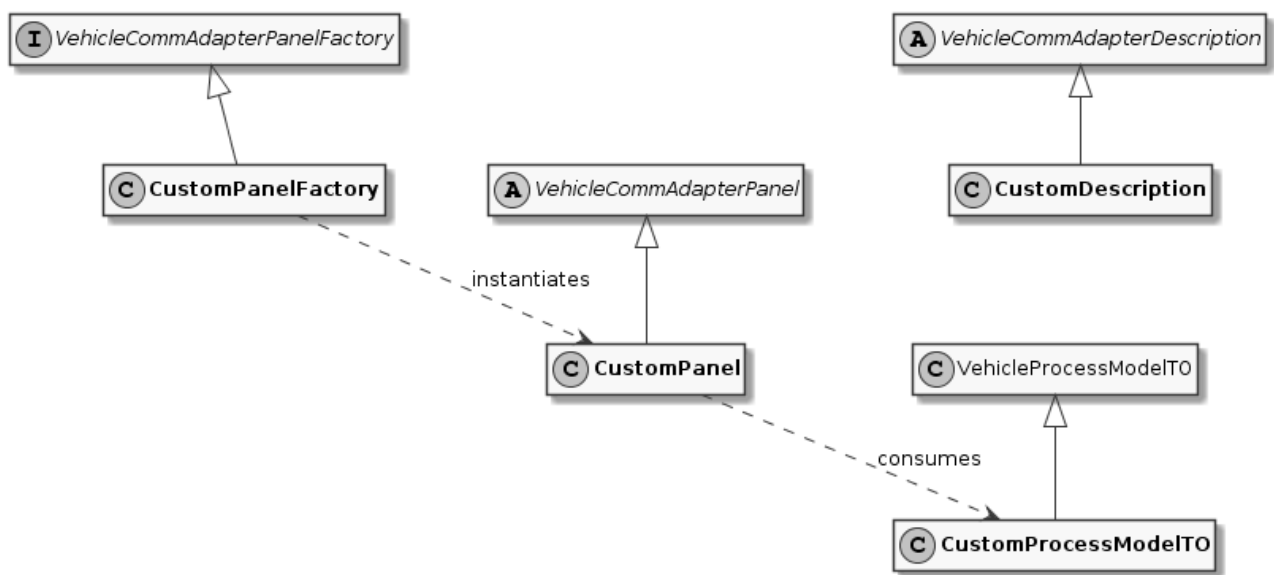 I VehicleCommAdapterPanelFactory
A VehicleCommAdapterDescription
C CustomPanelFactory
A VehicleCommAdapterPanel
C CustomDescription
instantiates
C CustomPanel
C VehicleProcessModelTO
consumes
C CustomProcessModelTO